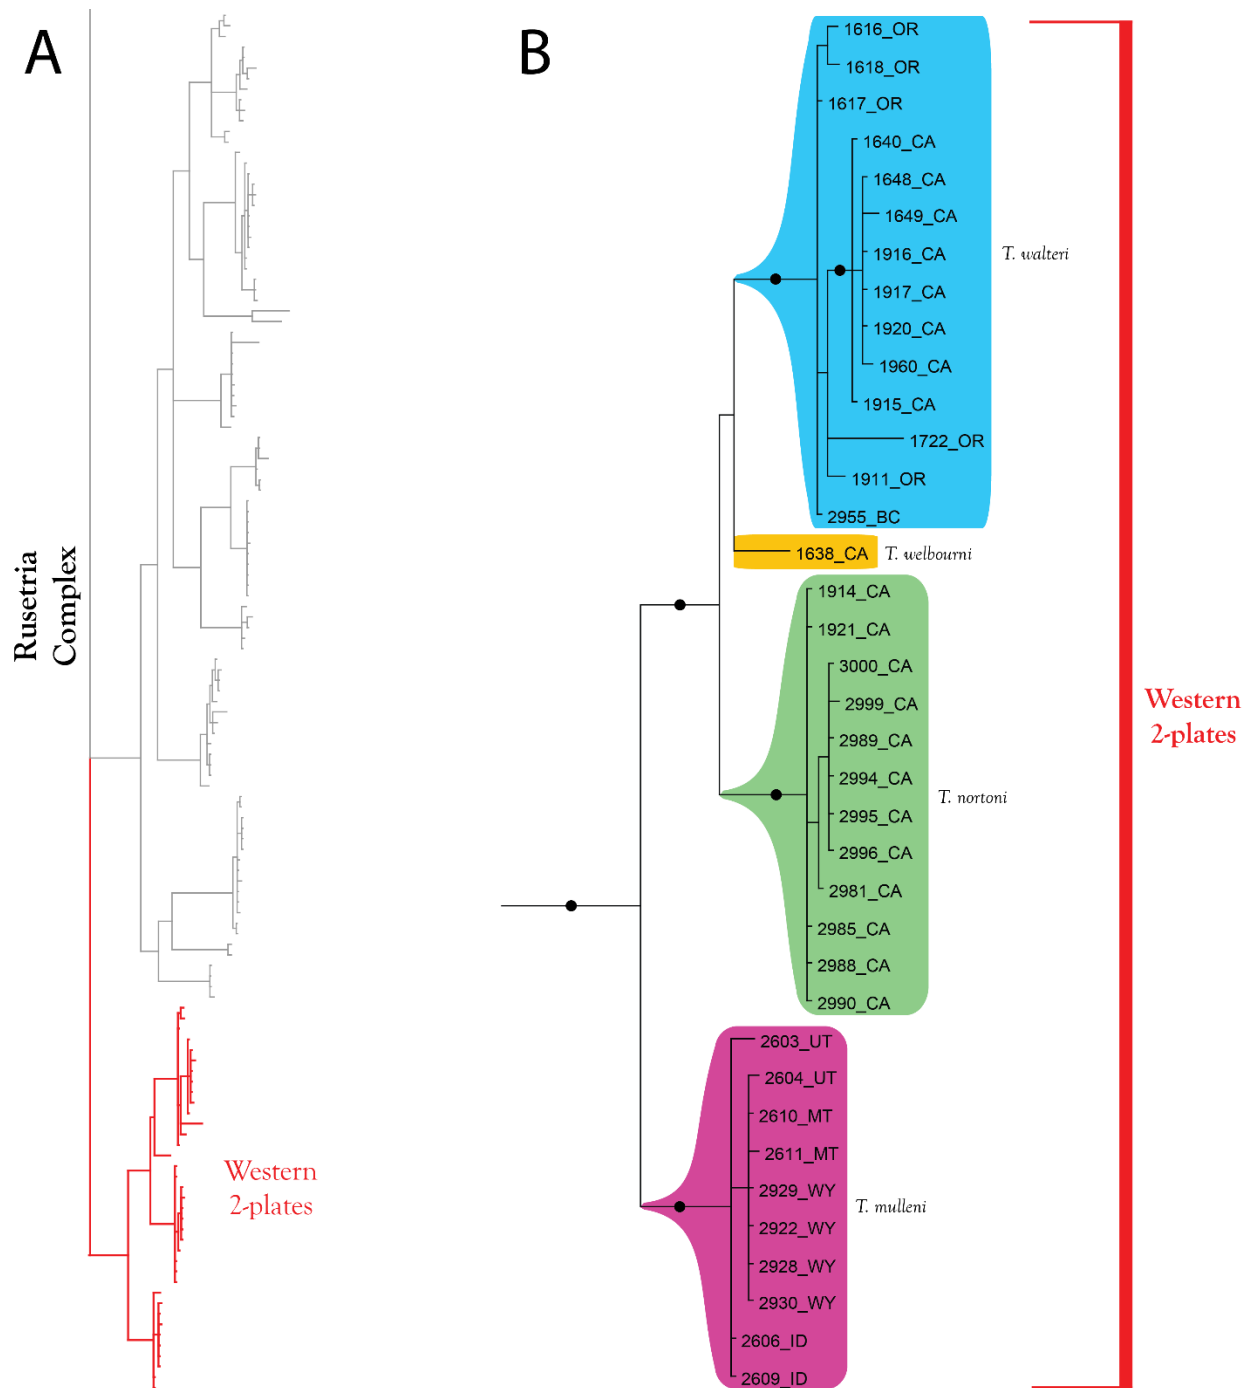 A
Rusetria
Complex
Western
2-plates
B
1616_OR
1618_OR
1617_OR
1640_CA
1648_CA
1649_CA
1916_CA
1917_CA
1920_CA
1960_CA
1915_CA
1722_OR
1911_OR
2955_BC
T. walteri
1638_CA
T. welbourni
1914_CA
1921_CA
3000_CA
2999_CA
2989_CA
2994_CA
2995_CA
2996_CA
2981_CA
2985_CA
2988_CA
2990_CA
T. nortoni
2603_UT
2604_UT
2610_MT
2611_MT
2929_WY
2922_WY
2928_WY
2930_WY
2606_ID
2609_ID
T. mulleni
Western
2-plates